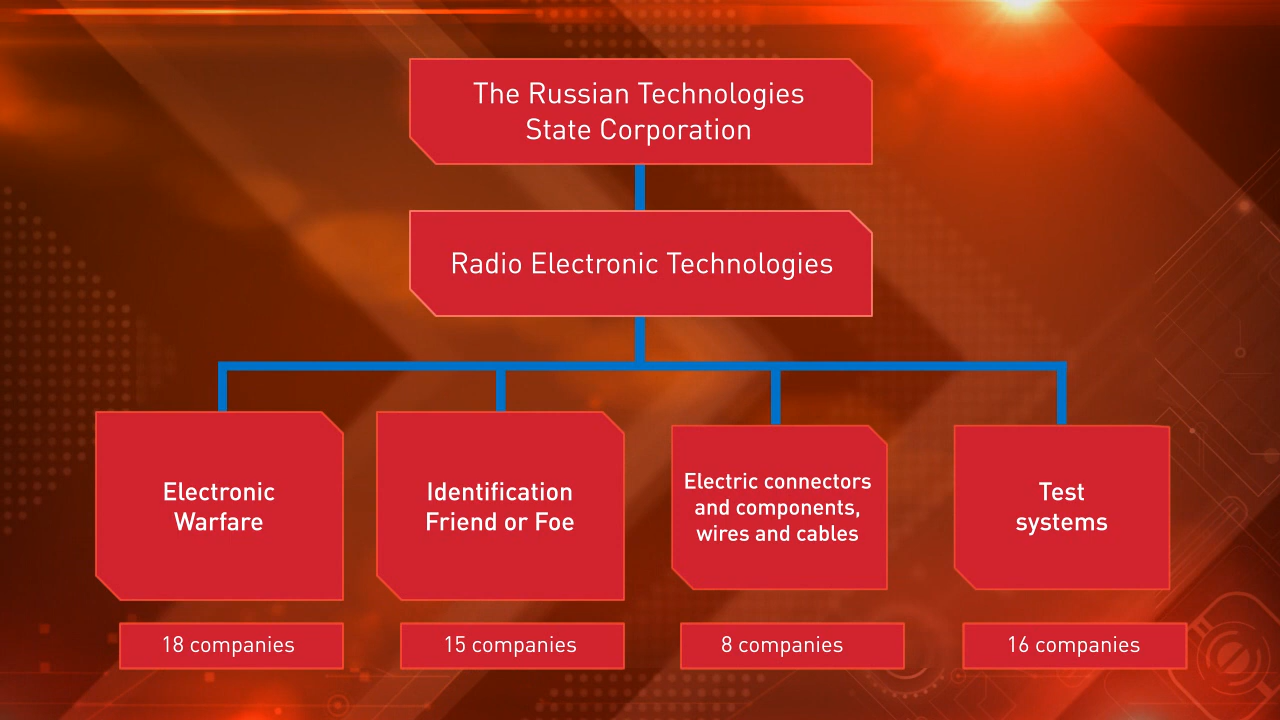 The Russian Technologies
State Corporation
Radio Electronic Technologies
Electronic
Warfare
Identification
Friend or Foe
Electric connectors
and components,
wires and cables
Test
systems
18 companies
15 companies
8 companies
16 companies